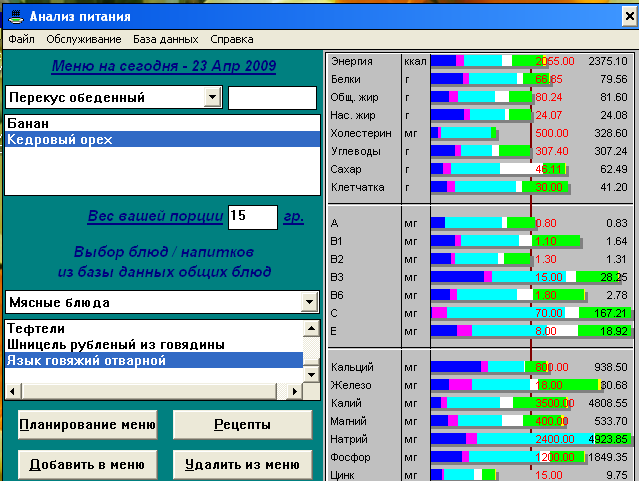 Анализ питания
Файл Обслуживание База данных Справка
Меню на сегодня - 23 Апр 2009
Перекус обеденный
Банан
Кедровый орех
Вес вашей порции 15 гр.
Выбор блюд / напитков
из базы данных общих блюд
Мясные блюда
Тефтели
Шницель рубленый из говядины
Язык говяжий отварной
Планирование меню Рецепты
Добавить в меню Удалить из меню
Энергия ккал 2055.00 2375.10
Белки г 66.85 79.56
Общ. жир г 80.24 81.60
Нас. жир г 24.07 24.08
Холестерин мг 500.00 328.60
Углеводы г 307.40 307.24
Сахар г 46.11 62.49
Клетчатка г 30.00 41.20
А мг 0.80 0.83
В1 мг 1.10 1.64
В2 мг 1.30 1.31
В3 мг 15.00 28.25
В6 мг 1.80 2.78
С мг 70.00 167.21
Е мг 8.00 18.92
Кальций мг 800.00 938.50
Железо мг 18.00 30.68
Калий мг 3500.00 4808.55
Магний мг 400.00 533.70
Натрий мг 2400.00 4923.85
Фосфор мг 1200.00 1849.35
Цинк мг 15.00 9.75